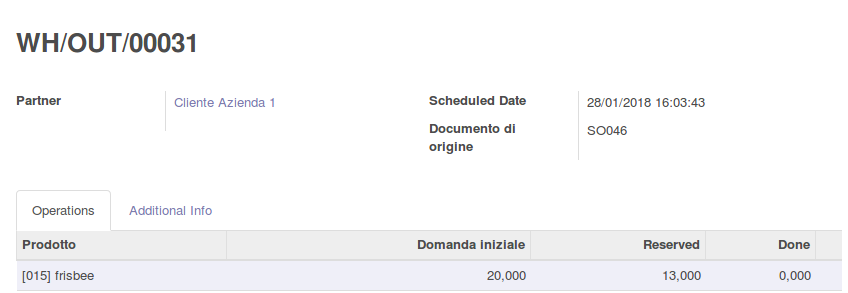 WH/OUT/00031
Partner
Cliente Azienda 1
Scheduled Date
28/01/2018 16:03:43
Documento di
origine
SO046
Operations
Additional Info
Prodotto Domanda iniziale Reserved Done
[015] frisbee 20,000 13,000 0,000